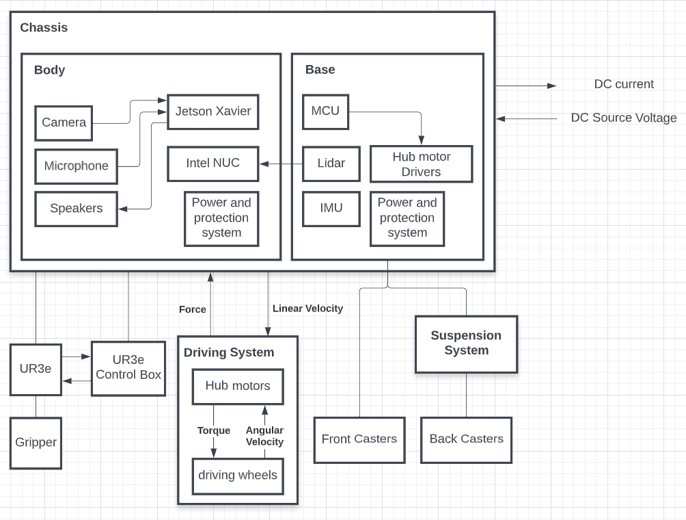 Chassis
Body
Base
DC current
DC Source Voltage
Camera
Jetson Xavier
MCU
Microphone
Intel NUC
Lidar
Hub motor
Drivers
Speakers
Power and
protection
system
IMU
Power and
protection
system
Force
Linear Velocity
UR3e
UR3e
Control Box
Driving System
Suspension
System
Hub motors
Torque
Angular
Velocity
driving wheels
Gripper
Front Casters
Back Casters